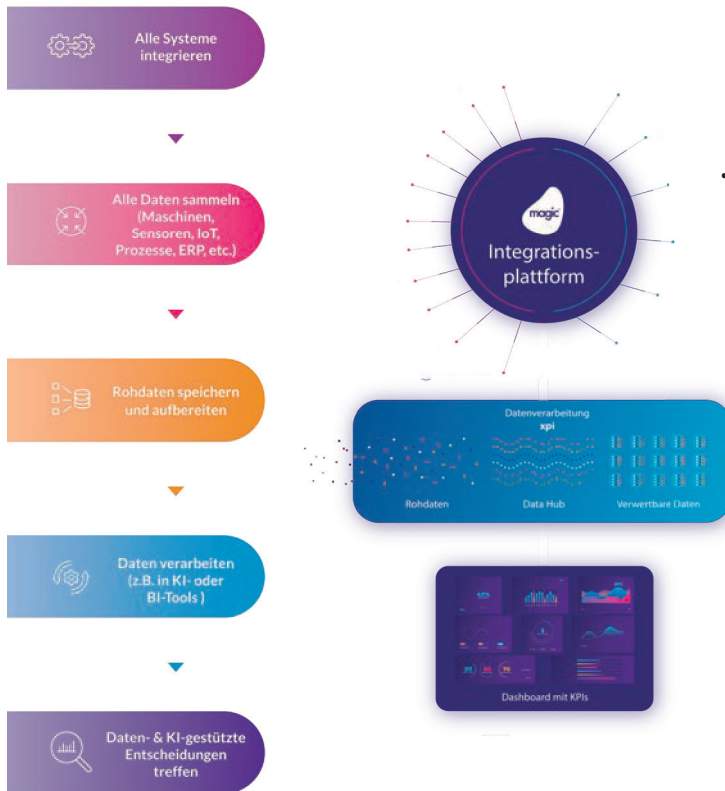 Alle Systeme
integrieren
Alle Daten sammeln
(Maschinen,
Sensoren, IoT,
Prozesse, ERP, etc.)
Rohdaten speichern
und aufbereiten
Daten verarbeiten
(z.B. in KI- oder
BI-Tools )
Daten- & KI-gestützte
Entscheidungen
treffen
magic
Integrations-
plattform
Datenverarbeitung
xpi
Rohdaten
Data Hub
Verwertbare Daten
Dashboard mit KPIs